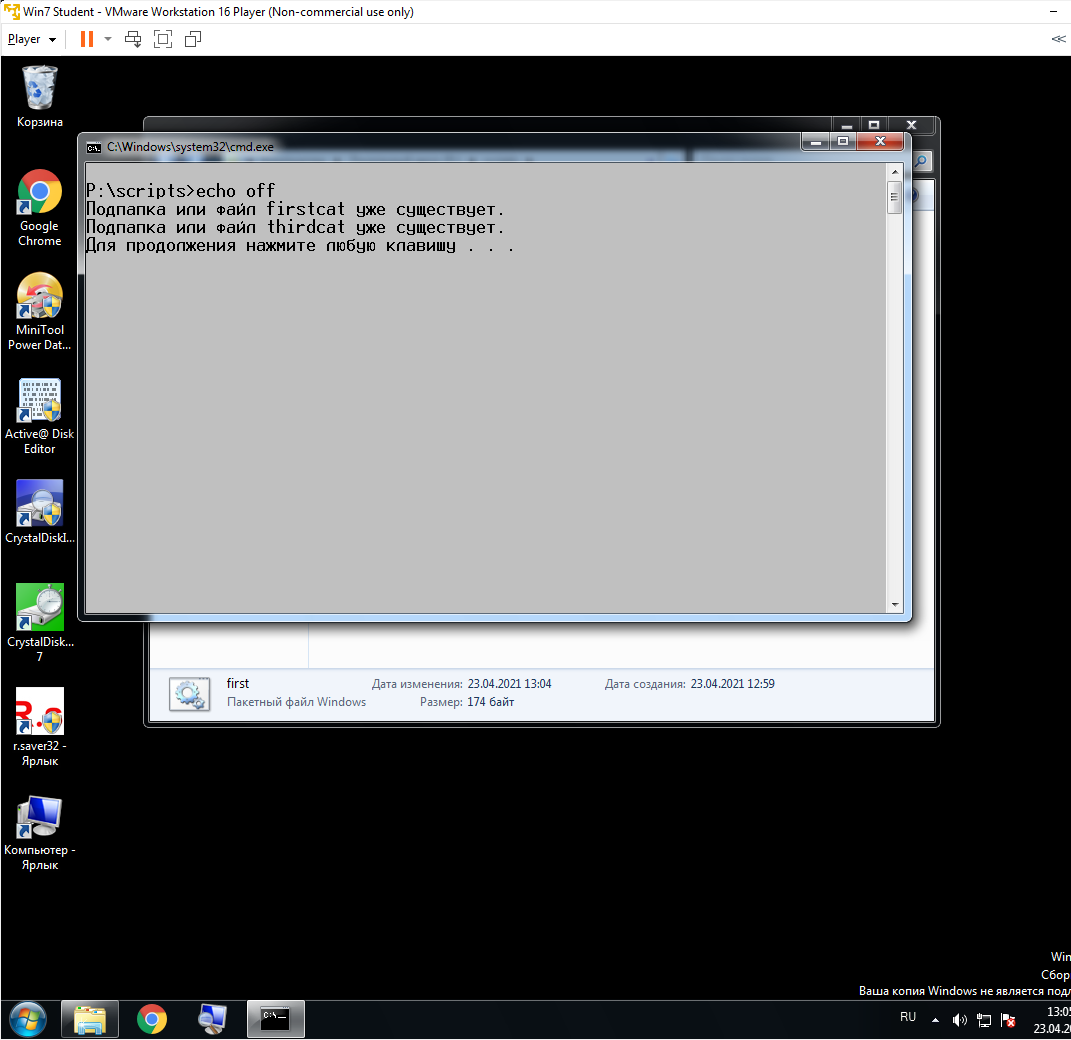 Win7 Student - VMware Workstation 16 Player (Non-commercial use only)
Player
Корзина
Google
Chrome
MiniTool
Power Dat...
Active@ Disk
Editor
CrystalDiskI...
CrystalDisk...
7
r.saver32 -
Ярлык
Компьютер -
Ярлык
C:\Windows\system32\cmd.exe
P:\scripts>echo off
Подпапка или файл firstcat уже существует.
Подпапка или файл thirdcat уже существует.
Для продолжения нажмите любую клавишу . . .
first
Дата изменения: 23.04.2021 13:04
Дата создания: 23.04.2021 12:59
Пакетный файл Windows
Размер: 174 байт
Win
Сбор
Ваша копия Windows не является под
RU
13:05
23.04.20